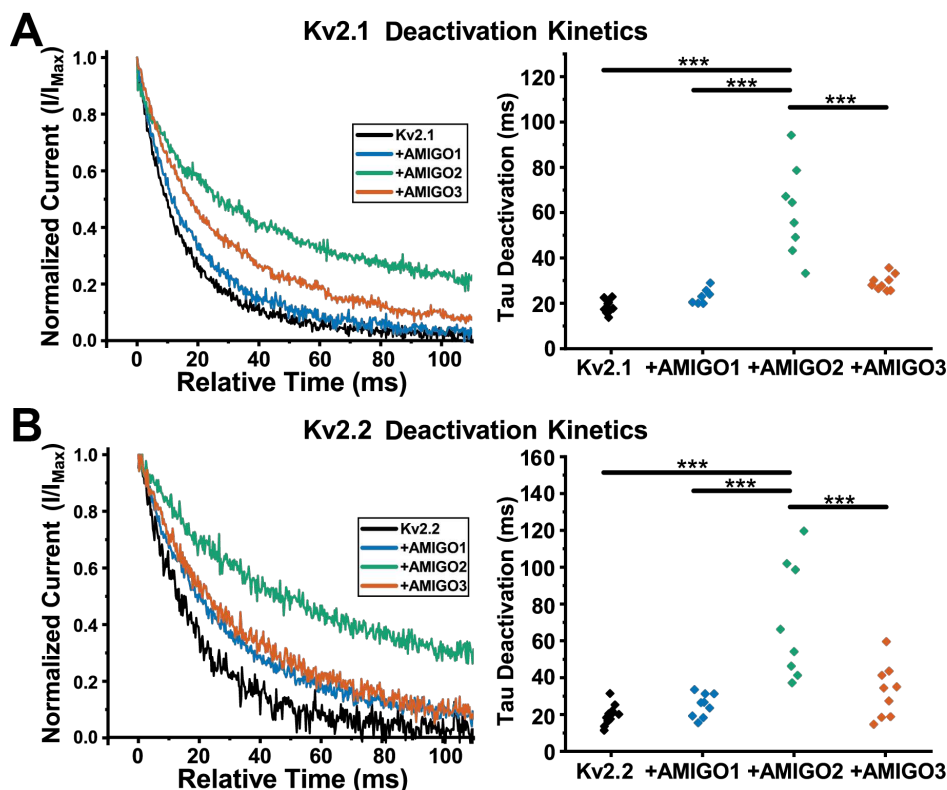 A
Kv2.1 Deactivation Kinetics
Normalized Current (I/IMax)
1.0
0.8
0.6
0.4
0.2
0.0
0 20 40 60 80 100
Relative Time (ms)
Kv2.1
+AMIGO1
+AMIGO2
+AMIGO3
Tau Deactivation (ms)
120
100
80
60
40
20
0
***
***
***
Kv2.1 +AMIGO1 +AMIGO2 +AMIGO3
B
Kv2.2 Deactivation Kinetics
Normalized Current (I/IMax)
1.0
0.8
0.6
0.4
0.2
0.0
0 20 40 60 80 100
Relative Time (ms)
Kv2.2
+AMIGO1
+AMIGO2
+AMIGO3
Tau Deactivation (ms)
160
140
120
100
80
60
40
20
0
***
***
***
Kv2.2 +AMIGO1 +AMIGO2 +AMIGO3